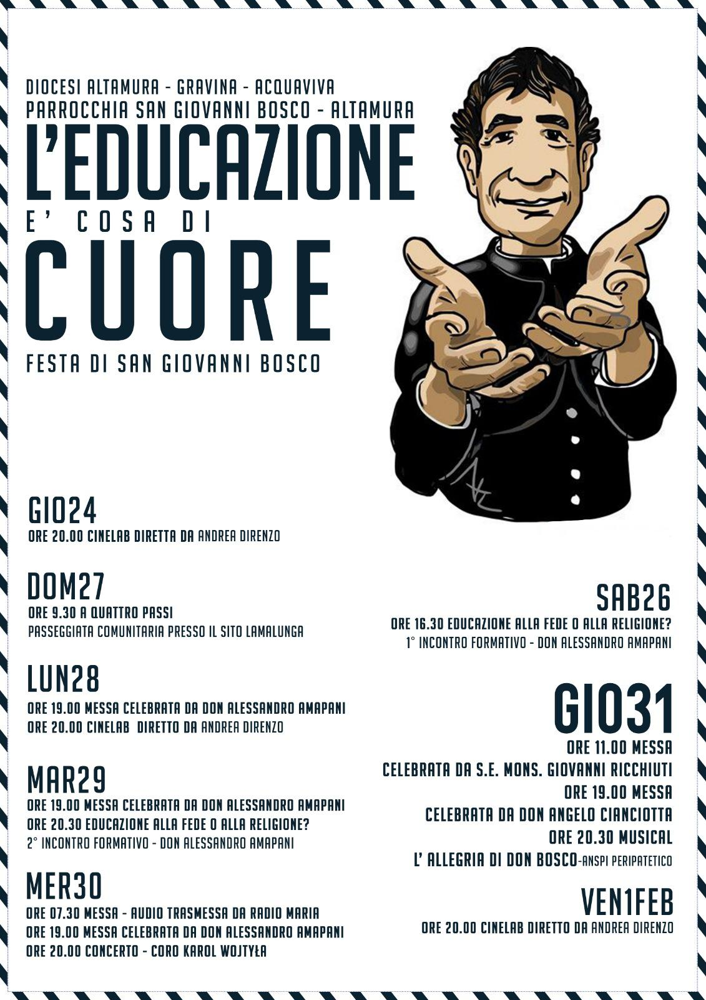 DIOCESI ALTAMURA - GRAVINA - ACQUAVIVA
PARROCCHIA SAN GIOVANNI BOSCO - ALTAMURA
L'EDUCAZIONE
E' COSA DI
CUORE
FESTA DI SAN GIOVANNI BOSCO
GIO24
ORE 20.00 CINELAB DIRETTA DA ANDREA DIRENZO
DOM27
ORE 9.30 A QUATTRO PASSI
PASSEGGIATA COMUNITARIA PRESSO IL SITO LAMALUNGA
LUN28
ORE 19.00 MESSA CELEBRATA DA DON ALESSANDRO AMAPANI
ORE 20.00 CINELAB  DIRETTO DA ANDREA DIRENZO
MAR29
ORE 19.00 MESSA CELEBRATA DA DON ALESSANDRO AMAPANI
ORE 20.30 EDUCAZIONE ALLA FEDE O ALLA RELIGIONE?
2° INCONTRO FORMATIVO - DON ALESSANDRO AMAPANI
MER30
ORE 07.30 MESSA - AUDIO TRASMESSA DA RADIO MARIA
ORE 19.00 MESSA CELEBRATA DA DON ALESSANDRO AMAPANI
ORE 20.00 CONCERTO - CORO KAROL WOJTYŁA
SAB26
ORE 16.30 EDUCAZIONE ALLA FEDE O ALLA RELIGIONE?
1° INCONTRO FORMATIVO - DON ALESSANDRO AMAPANI
GIO31
ORE 11.00 MESSA
CELEBRATA DA S.E. MONS. GIOVANNI RICCHIUTI
ORE 19.00 MESSA
CELEBRATA DA DON ANGELO CIANCIOTTA
ORE 20.30 MUSICAL
L' ALLEGRIA DI DON BOSCO-ANSPI PERIPATETICO
VEN1FEB
ORE 20.00 CINELAB DIRETTO DA ANDREA DIRENZO